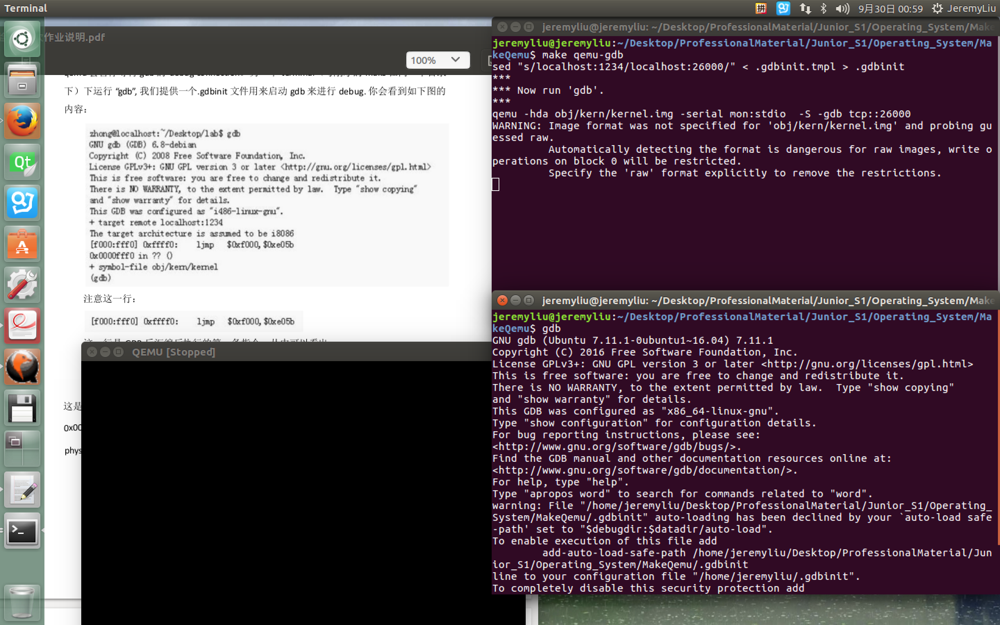 Terminal
9月30日 00:59
JeremyLiu
作业说明.pdf
100%
下）下运行 “gdb”, 我们提供一个.gdbinit 文件用来启动 gdb 来进行 debug. 你会看到如下图的
内容：
zhong@localhost:~/Desktop/lab$ gdb
GNU gdb (GDB) 6.8-debian
Copyright (C) 2008 Free Software Foundation, Inc.
License GPLv3+: GNU GPL version 3 or later <http://gnu.org/licenses/gpl.html>
This is free software: you are free to change and redistribute it.
There is NO WARRANTY, to the extent permitted by law.  Type "show copying"
and "show warranty" for details.
This GDB was configured as "i486-linux-gnu".
+ target remote localhost:1234
The target architecture is assumed to be i8086
[f000:fff0] 0xffff0:    ljmp   $0xf000,$0xe05b
0x0000fff0 in ?? ()
+ symbol-file obj/kern/kernel
(gdb)
注意这一行：
[f000:fff0] 0xffff0:    ljmp   $0xf000,$0xe05b
这是
0x00
phys
QEMU [Stopped]
jeremyliu@jeremyliu: ~/Desktop/ProfessionalMaterial/Junior_S1/Operating_System/Make
jeremyliu@jeremyliu:~/Desktop/ProfessionalMaterial/Junior_S1/Operating_System/Ma
keQemu$ make qemu-gdb
sed "s/localhost:1234/localhost:26000/" < .gdbinit.tmpl > .gdbinit
***
*** Now run 'gdb'.
***
qemu -hda obj/kern/kernel.img -serial mon:stdio  -S -gdb tcp::26000
WARNING: Image format was not specified for 'obj/kern/kernel.img' and probing gu
essed raw.
         Automatically detecting the format is dangerous for raw images, write o
perations on block 0 will be restricted.
         Specify the 'raw' format explicitly to remove the restrictions.
jeremyliu@jeremyliu: ~/Desktop/ProfessionalMaterial/Junior_S1/Operating_System/Make
jeremyliu@jeremyliu:~/Desktop/ProfessionalMaterial/Junior_S1/Operating_System/Ma
keQemu$ gdb
GNU gdb (Ubuntu 7.11.1-0ubuntu1~16.04) 7.11.1
Copyright (C) 2016 Free Software Foundation, Inc.
License GPLv3+: GNU GPL version 3 or later <http://gnu.org/licenses/gpl.html>
This is free software: you are free to change and redistribute it.
There is NO WARRANTY, to the extent permitted by law.  Type "show copying"
and "show warranty" for details.
This GDB was configured as "x86_64-linux-gnu".
Type "show configuration" for configuration details.
For bug reporting instructions, please see:
<http://www.gnu.org/software/gdb/bugs/>.
Find the GDB manual and other documentation resources online at:
<http://www.gnu.org/software/gdb/documentation/>.
For help, type "help".
Type "apropos word" to search for commands related to "word".
warning: File "/home/jeremyliu/Desktop/ProfessionalMaterial/Junior_S1/Operating_
System/MakeQemu/.gdbinit" auto-loading has been declined by your `auto-load safe
-path' set to "$debugdir:$datadir/auto-load".
To enable execution of this file add
        add-auto-load-safe-path /home/jeremyliu/Desktop/ProfessionalMaterial/Jun
ior_S1/Operating_System/MakeQemu/.gdbinit
line to your configuration file "/home/jeremyliu/.gdbinit".
To completely disable this security protection add